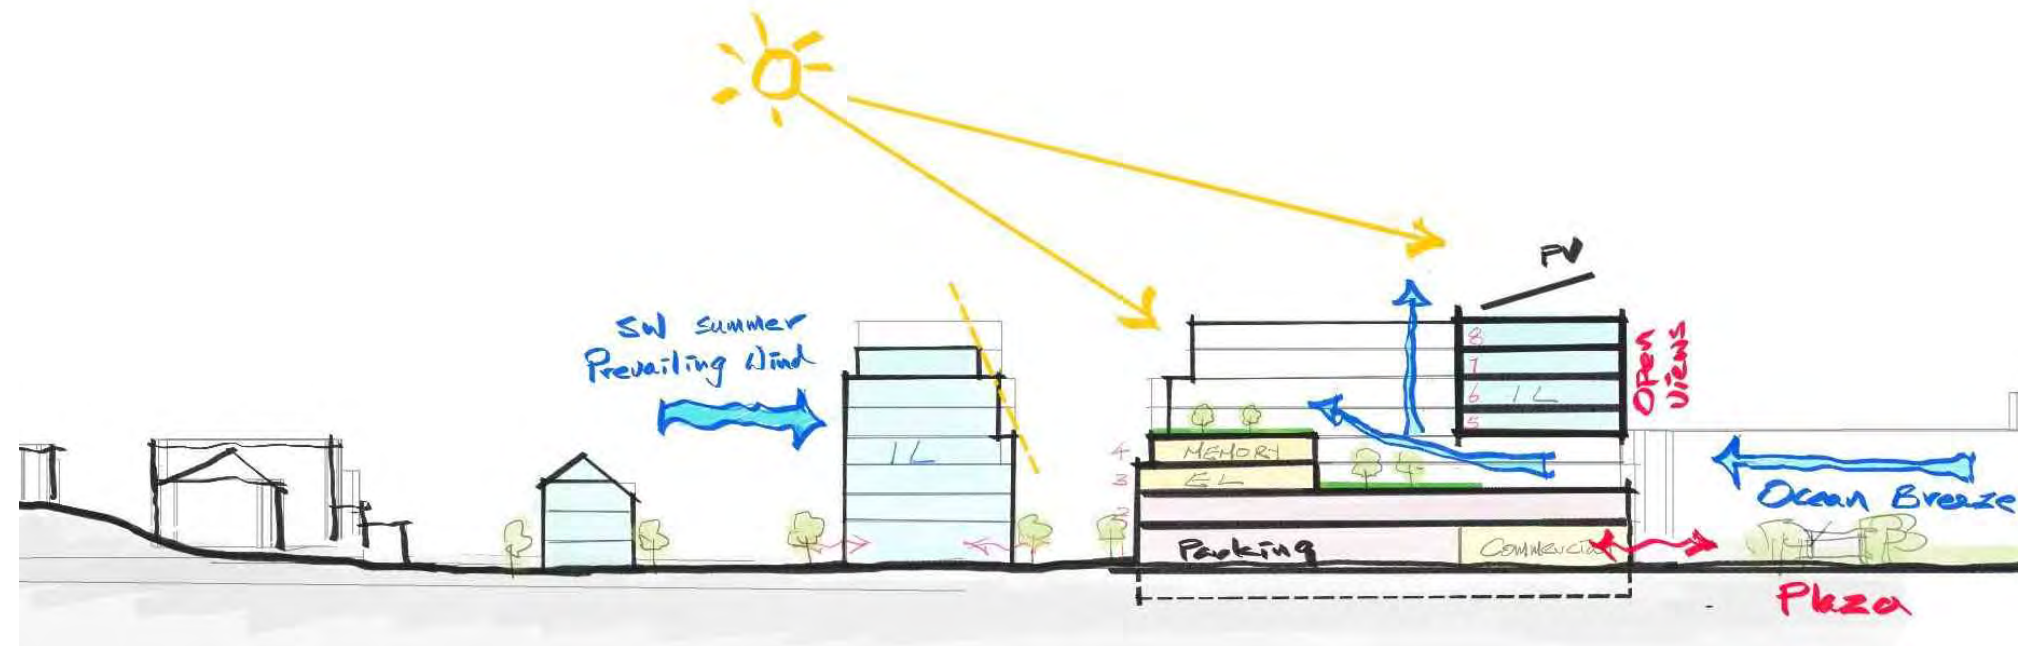 PV
SW Summer
Prevailing Wind
8
7
6 IL
5
Open
Views
IL
4 MEMORY
3 EL
2
Ocean Breeze
Parking
Commercial
Plaza